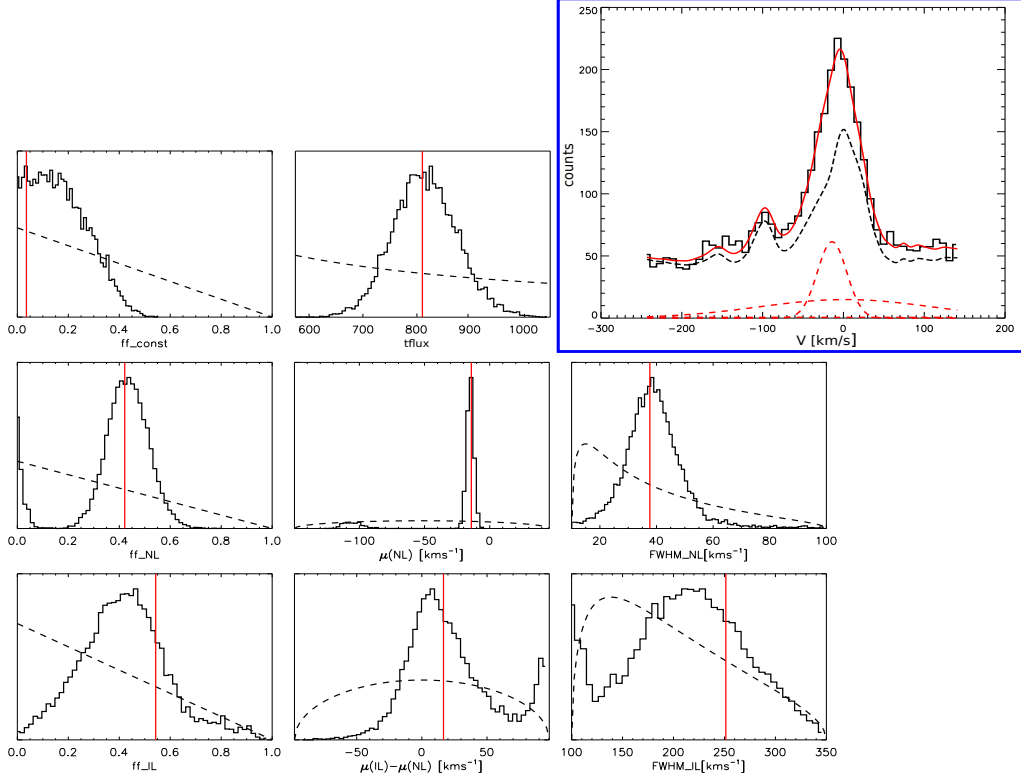 250
200
150
100
50
0
counts
−300 −200 −100 0 100 200
V [km/s]
0.0 0.2 0.4 0.6 0.8 1.0
ff_const
600 700 800 900 1000
tflux
0.0 0.2 0.4 0.6 0.8 1.0
ff_NL
−100 −50 0
μ(NL) [kms⁻¹]
20 40 60 80 100
FWHM_NL[kms⁻¹]
0.0 0.2 0.4 0.6 0.8 1.0
ff_IL
−50 0 50
μ(IL)−μ(NL) [kms⁻¹]
100 150 200 250 300 350
FWHM_IL[kms⁻¹]